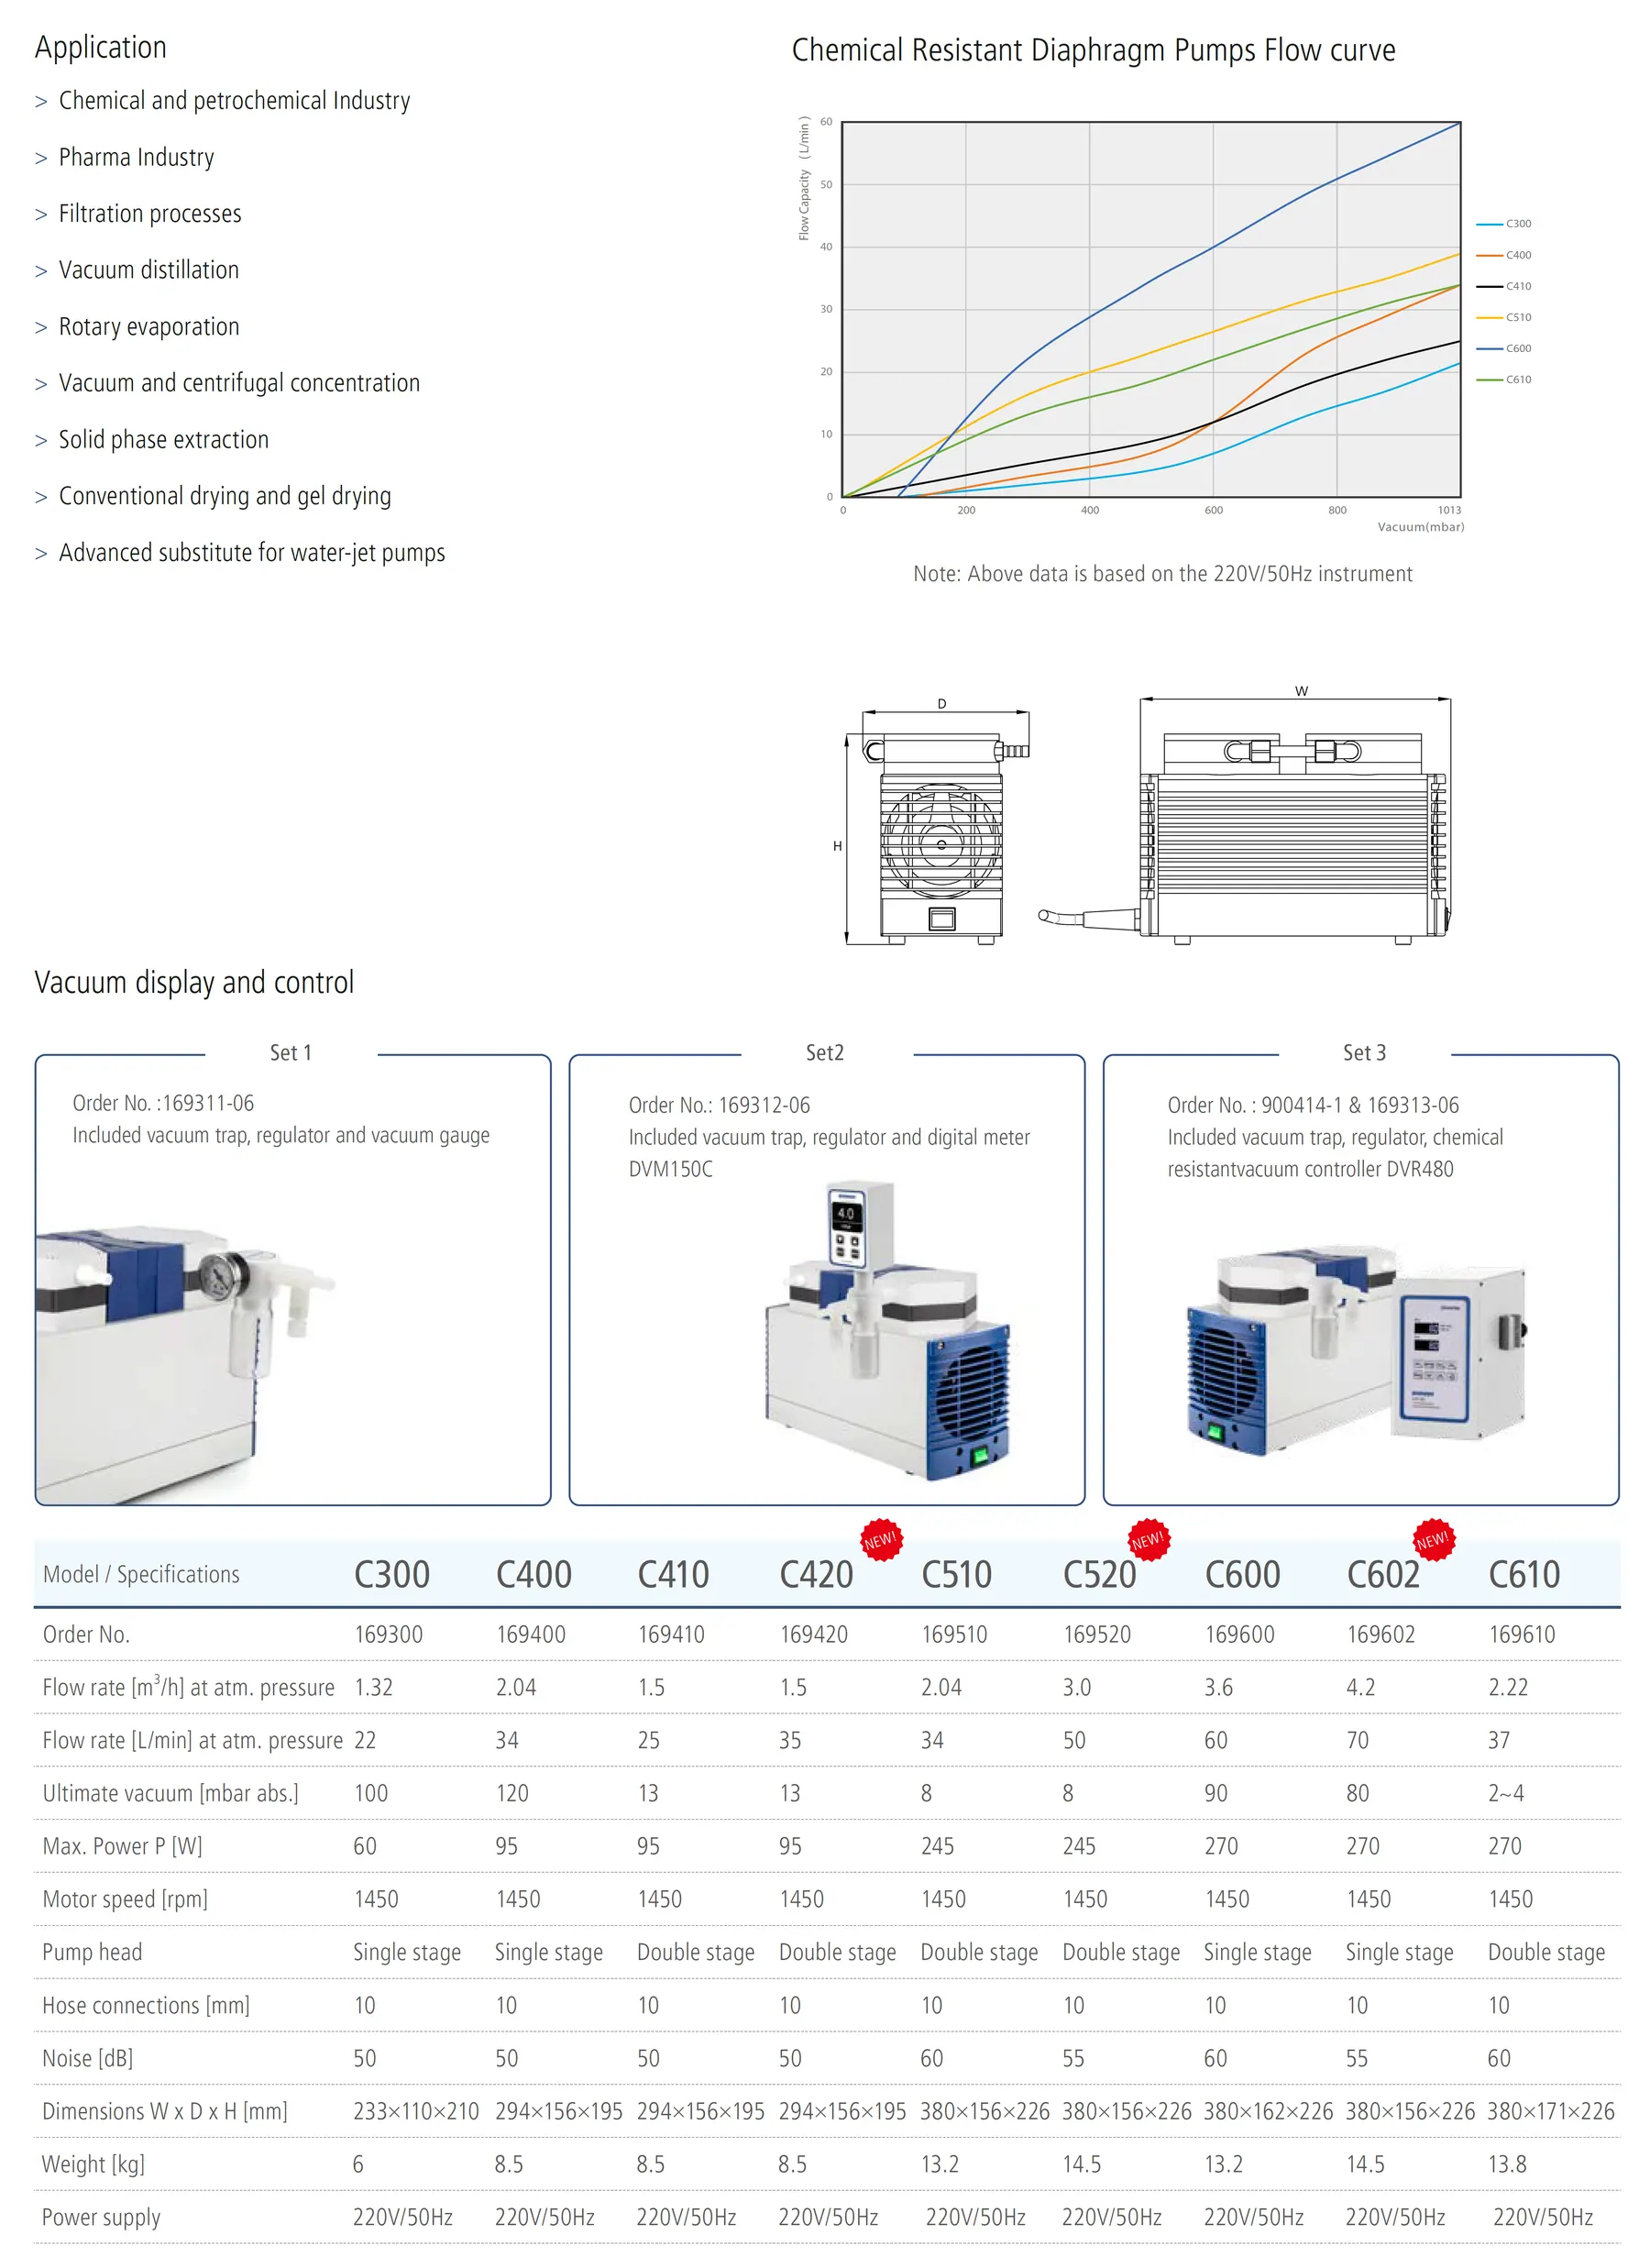 Application
> Chemical and petrochemical Industry
> Pharma Industry
> Filtration processes
> Vacuum distillation
> Rotary evaporation
> Vacuum and centrifugal concentration
> Solid phase extraction
> Conventional drying and gel drying
> Advanced substitute for water-jet pumps
Chemical Resistant Diaphragm Pumps Flow curve
Flow Capacity ( L/min )
60
50
40
30
20
10
0
0 200 400 600 800 1013
Vacuum(mbar)
C300
C400
C410
C510
C600
C610
Note: Above data is based on the 220V/50Hz instrument
D
H
W
Vacuum display and control
Set 1
Order No. :169311-06
Included vacuum trap, regulator and vacuum gauge
Set2
Order No.: 169312-06
Included vacuum trap, regulator and digital meter
DVM150C
4.0
Set 3
Order No. : 900414-1 & 169313-06
Included vacuum trap, regulator, chemical
resistantvacuum controller DVR480
NEW! NEW! NEW!
Model / Specifications C300 C400 C410 C420 C510 C520 C600 C602 C610
Order No. 169300 169400 169410 169420 169510 169520 169600 169602 169610
Flow rate [m³/h] at atm. pressure 1.32 2.04 1.5 1.5 2.04 3.0 3.6 4.2 2.22
Flow rate [L/min] at atm. pressure 22 34 25 35 34 50 60 70 37
Ultimate vacuum [mbar abs.] 100 120 13 13 8 8 90 80 2~4
Max. Power P [W] 60 95 95 95 245 245 270 270 270
Motor speed [rpm] 1450 1450 1450 1450 1450 1450 1450 1450 1450
Pump head Single stage Single stage Double stage Double stage Double stage Double stage Single stage Single stage Double stage
Hose connections [mm] 10 10 10 10 10 10 10 10 10
Noise [dB] 50 50 50 50 60 55 60 55 60
Dimensions W x D x H [mm] 233×110×210 294×156×195 294×156×195 294×156×195 380×156×226 380×156×226 380×162×226 380×156×226 380×171×226
Weight [kg] 6 8.5 8.5 8.5 13.2 14.5 13.2 14.5 13.8
Power supply 220V/50Hz 220V/50Hz 220V/50Hz 220V/50Hz 220V/50Hz 220V/50Hz 220V/50Hz 220V/50Hz 220V/50Hz